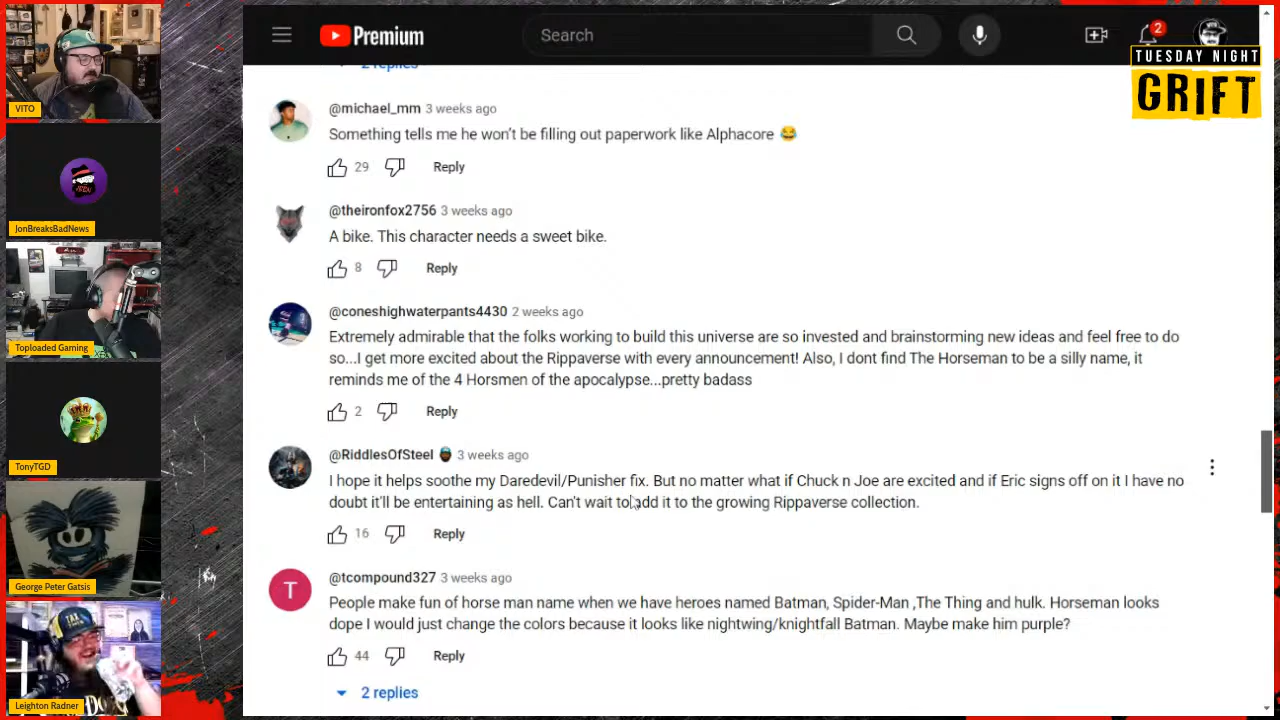 Premium
Search
2
TUESDAY NIGHT
GRIFT
VITO
JonBreaksBadNews
Toploaded Gaming
TonyTGD
George Peter Gatsis
Leighton Radner
2 replies
@michael_mm 3 weeks ago
Something tells me he won't be filling out paperwork like Alphacore 😂
29 Reply
@theironfox2756 3 weeks ago
A bike. This character needs a sweet bike.
8 Reply
@coneshighwaterpants4430 2 weeks ago
Extremely admirable that the folks working to build this universe are so invested and brainstorming new ideas and feel free to do
so...I get more excited about the Rippaverse with every announcement! Also, I dont find The Horseman to be a silly name, it
reminds me of the 4 Horsmen of the apocalypse...pretty badass
2 Reply
@RiddlesOfSteel 3 weeks ago
I hope it helps soothe my Daredevil/Punisher fix. But no matter what if Chuck n Joe are excited and if Eric signs off on it I have no
doubt it'll be entertaining as hell. Can't wait to add it to the growing Rippaverse collection.
16 Reply
T
@tcompound327 3 weeks ago
People make fun of horse man name when we have heroes named Batman, Spider-Man ,The Thing and hulk. Horseman looks
dope I would just change the colors because it looks like nightwing/knightfall Batman. Maybe make him purple?
44 Reply
2 replies